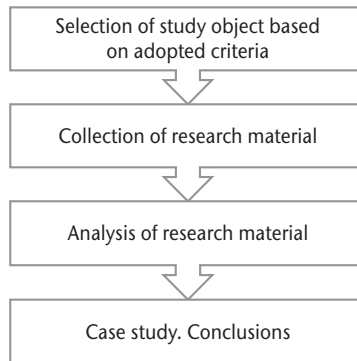 Selection of study object based
on adopted criteria
Collection of research material
Analysis of research material
Case study. Conclusions